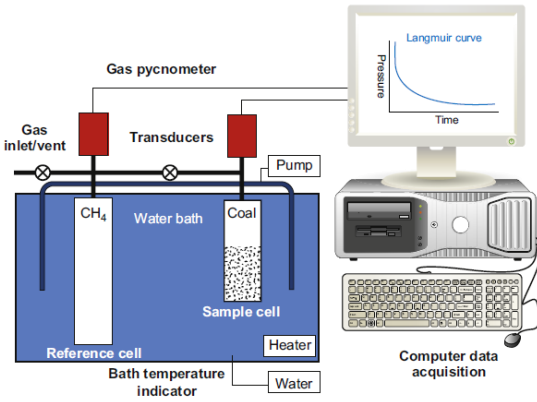 Langmuir curve
Pressure
Time
Gas pycnometer
Gas
inlet/vent
Transducers
Pump
CH4
Water bath
Coal
Sample cell
Reference cell
Heater
Bath temperature
indicator
Water
Computer data
acquisition